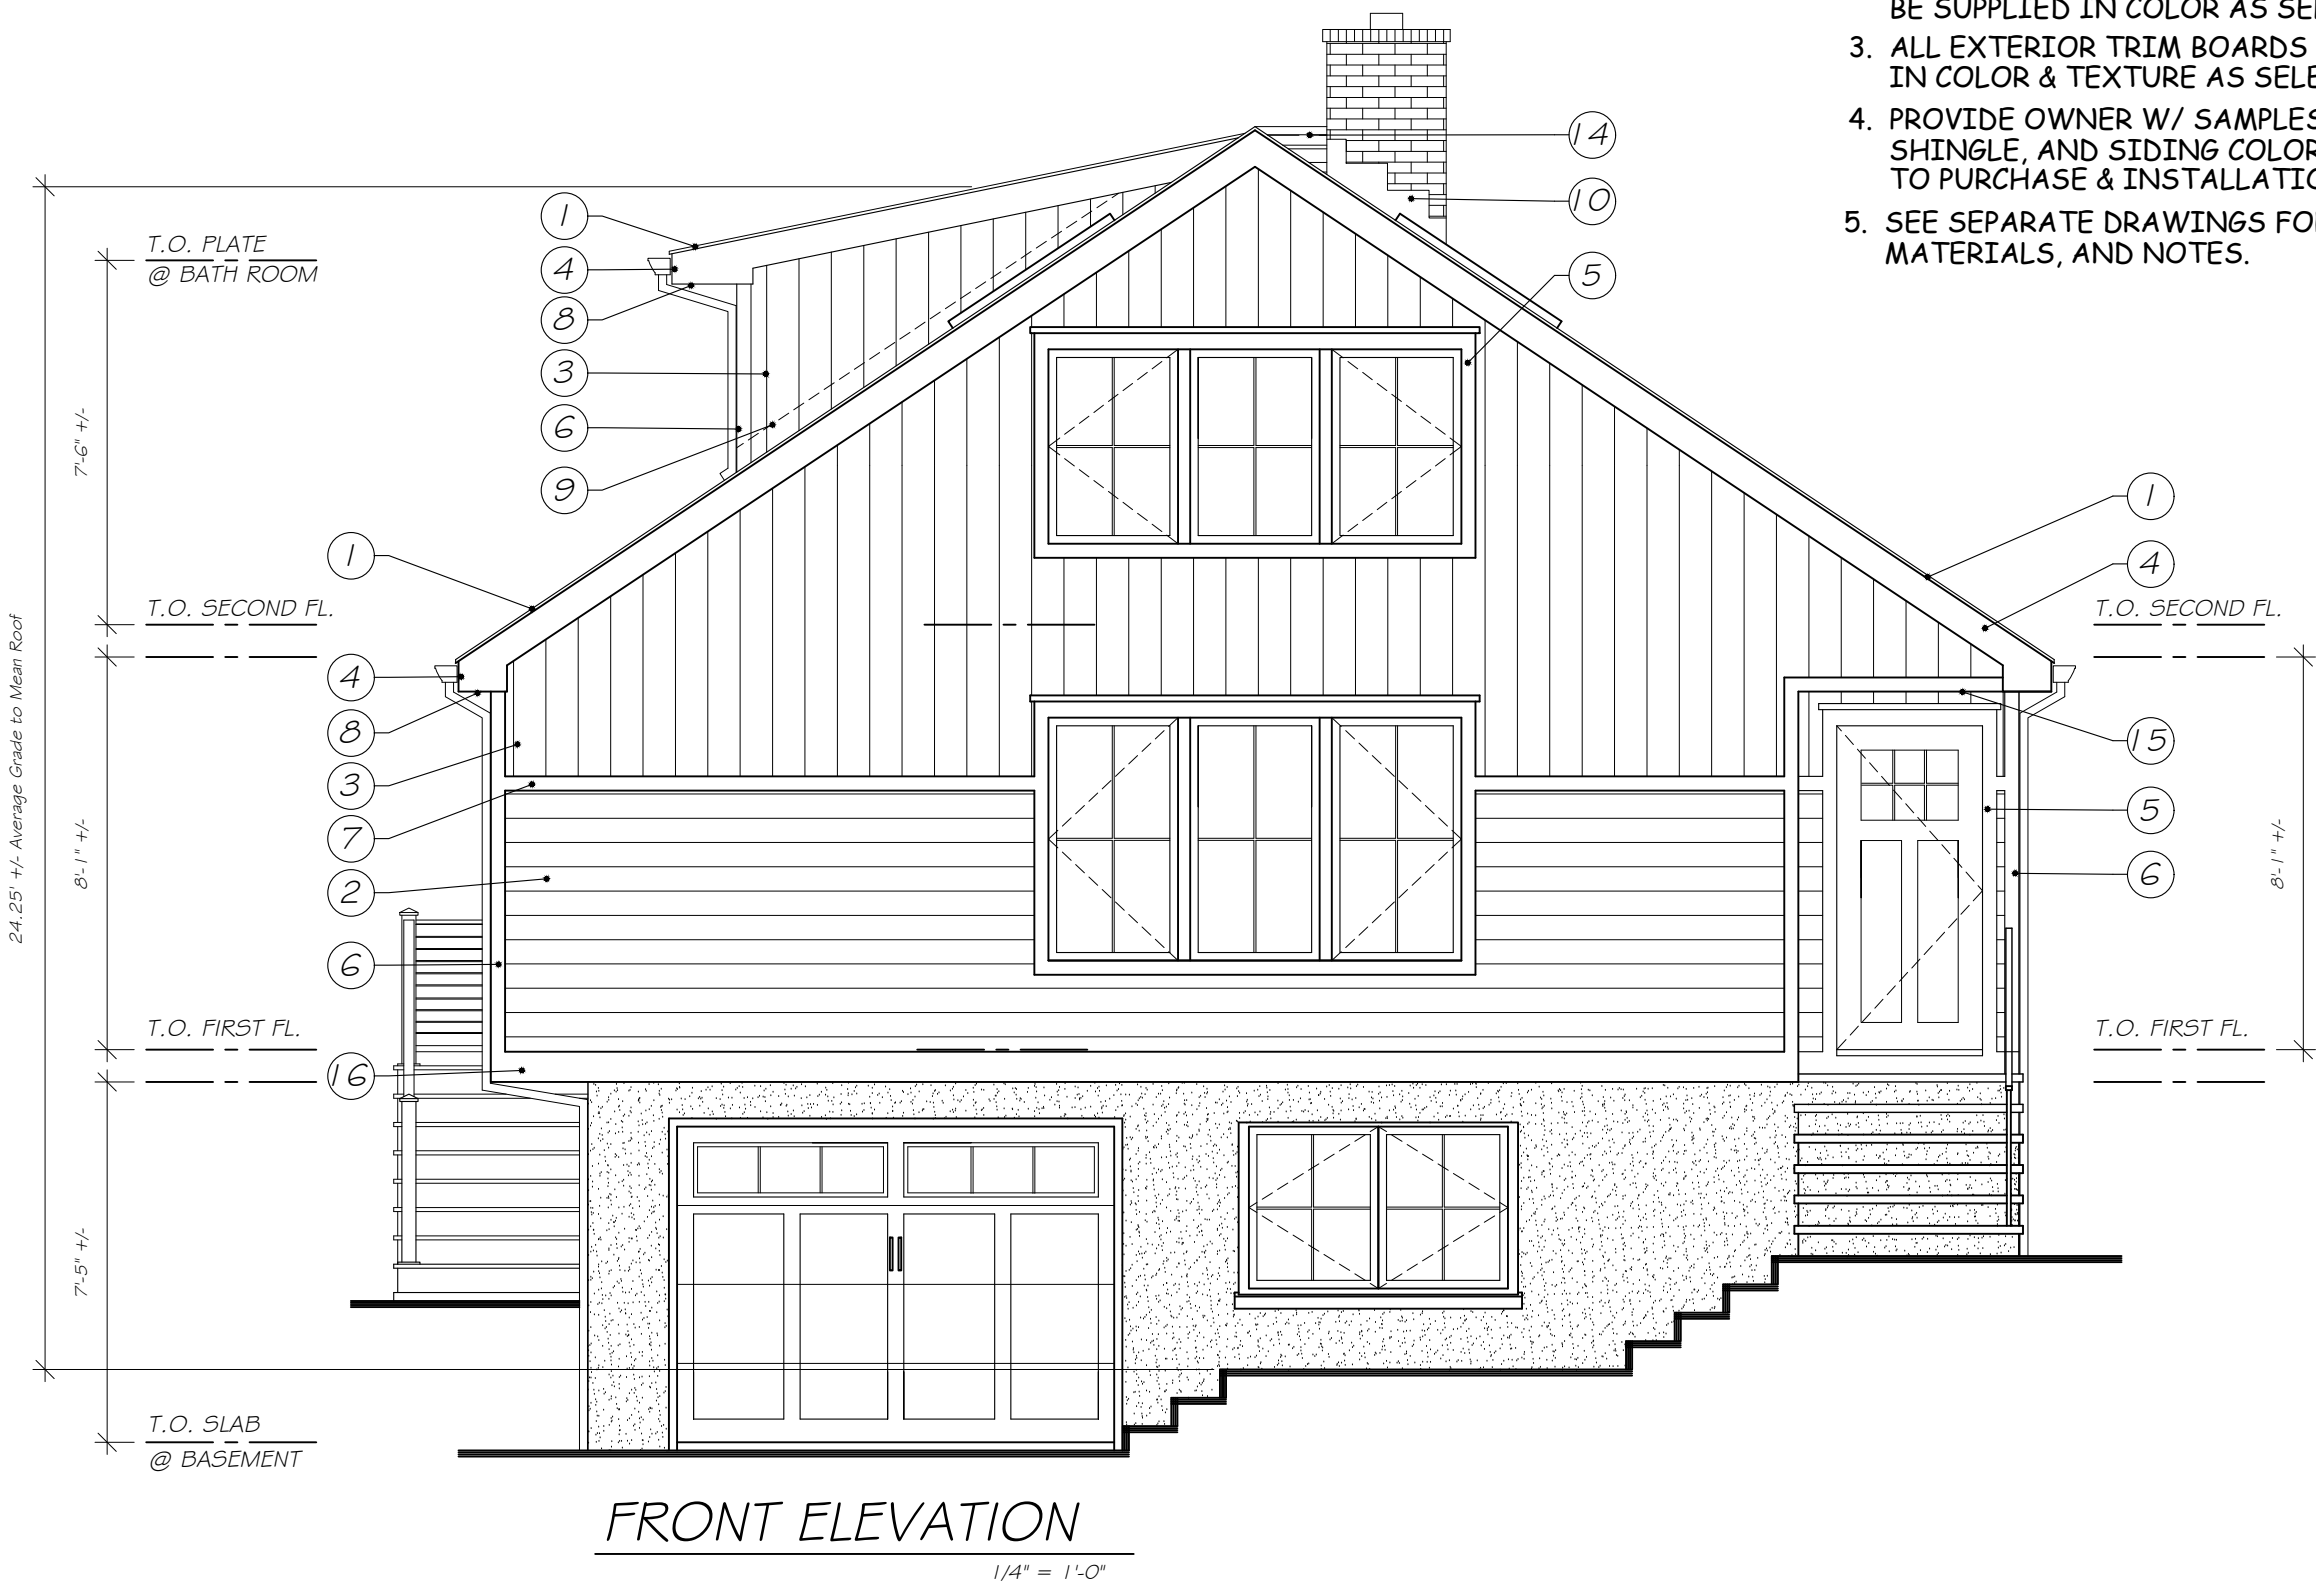 BE SUPPLIED IN COLOR AS
3. ALL EXTERIOR TRIM BOARDS
IN COLOR & TEXTURE AS
4. PROVIDE OWNER W/ SAMPLES
SHINGLE, AND SIDING COLOR
TO PURCHASE &
5. SEE SEPARATE DRAWINGS
MATERIALS, AND NOTES.
14
1
10
T.O. PLATE
@ BATH ROOM
4
5
8
3
7'-6" +/-
6
9
1
1
4
T.O. SECOND FL.
T.O. SECOND FL.
24.25' +/- Average Grade to Mean Roof
4
8
15
3
5
7
8'-1" +/-
8'-1" +/-
2
6
6
T.O. FIRST FL.
T.O. FIRST FL.
16
7'-5" +/-
T.O. SLAB
@ BASEMENT
FRONT ELEVATION
1/4" = 1'-0"